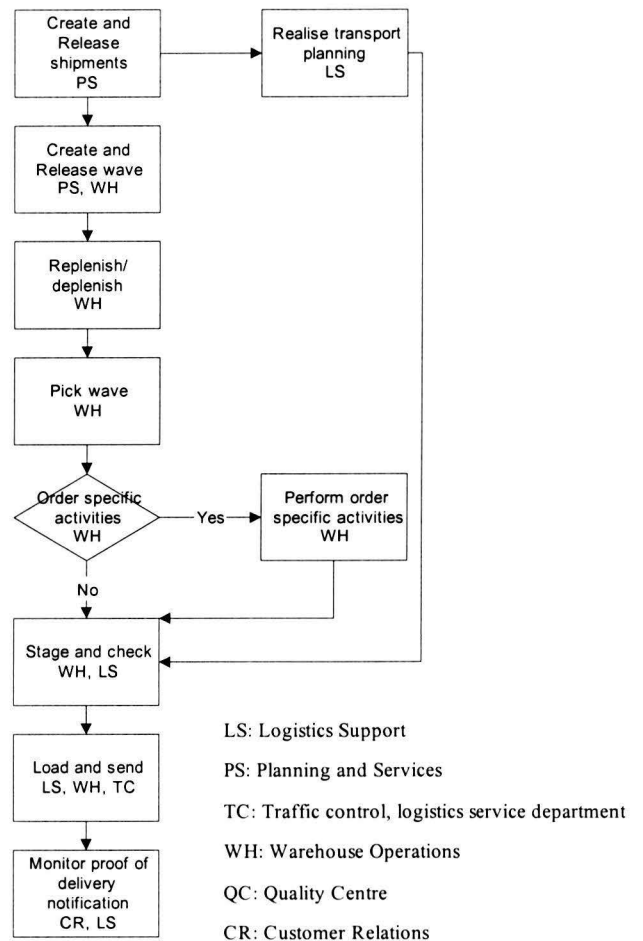 Create and
Release
shipments
PS
Realise transport
planning
LS
Create and
Release wave
PS, WH
Replenish/
deplenish
WH
Pick wave
WH
Order specific
activities
WH
Yes
Perform order
specific activities
WH
No
Stage and check
WH, LS
Load and send
LS, WH, TC
Monitor proof of
delivery
notification
CR, LS
LS: Logistics Support
PS: Planning and Services
TC: Traffic control, logistics service department
WH: Warehouse Operations
QC: Quality Centre
CR: Customer Relations